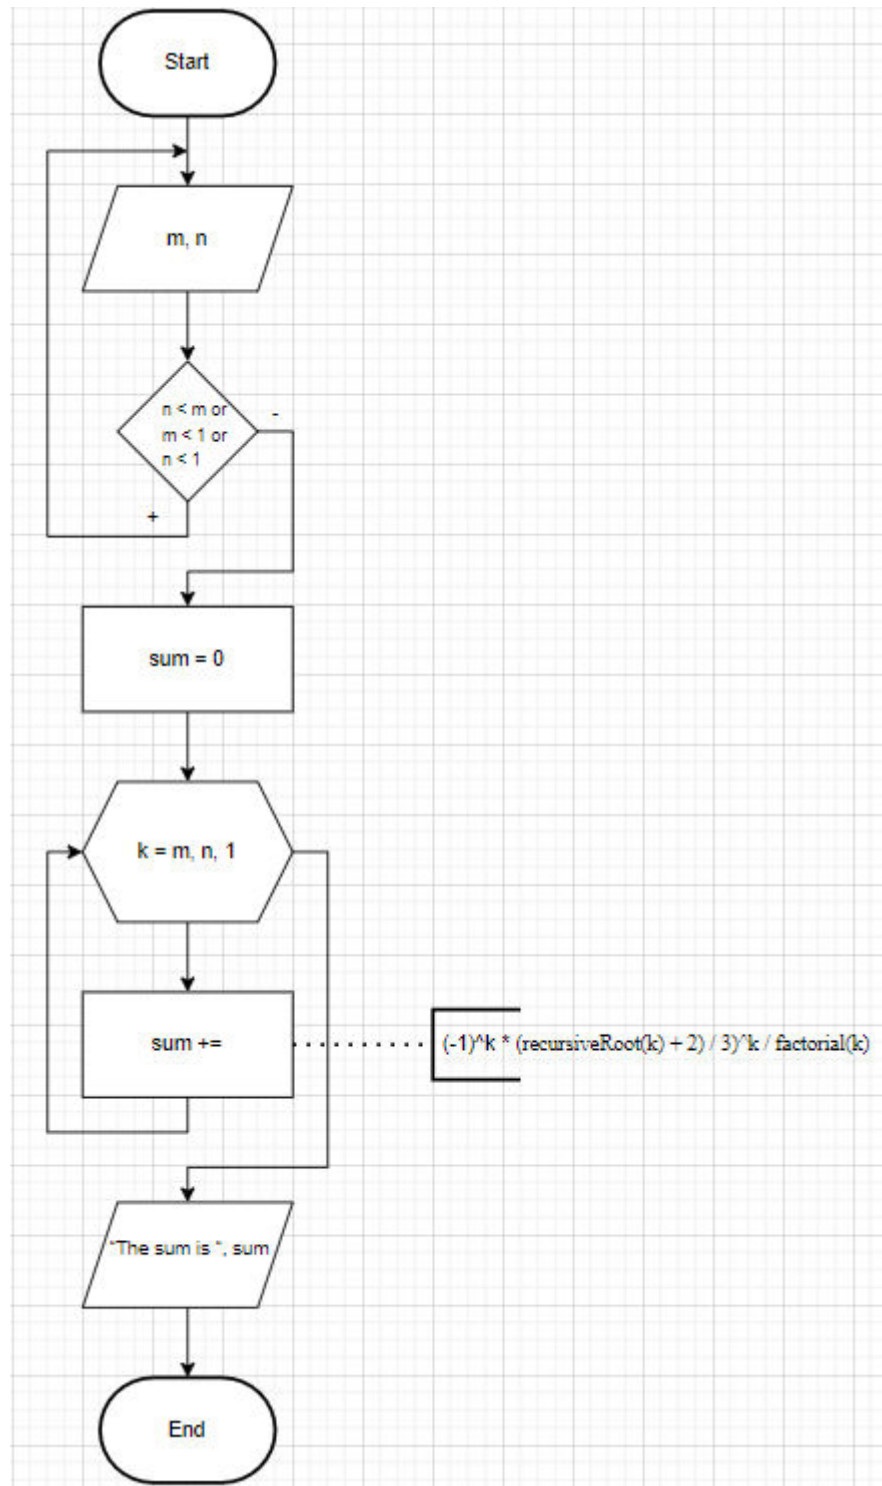 Start
m, n
n < m or
m < 1 or
n < 1
-
+
sum = 0
k = m, n, 1
sum +=
(-1)^k * (recursiveRoot(k) + 2) / 3)^k / factorial(k)
"The sum is ", sum
End